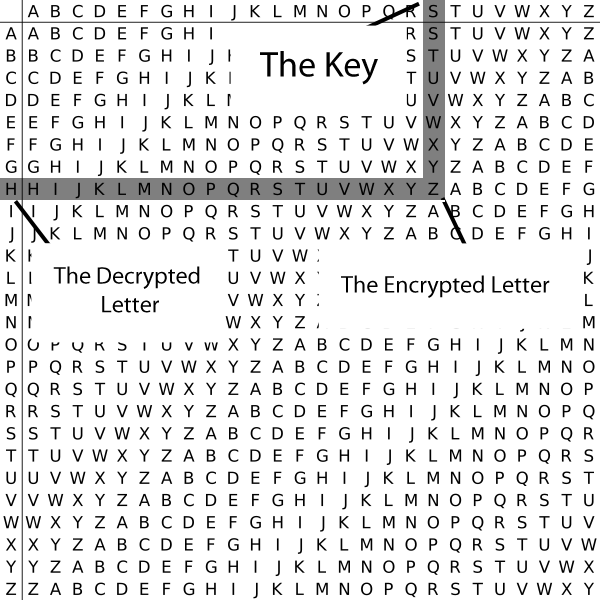 A B C D E F G H I J K L M N O P Q R S T U V W X Y Z
A A B C D E F G H I R S T U V W X Y Z
B B C D E F G H I J S T U V W X Y Z A
The Key
C C D E F G H I J K T U V W X Y Z A B
D D E F G H I J K L U V W X Y Z A B C
E E F G H I J K L M N O P Q R S T U V W X Y Z A B C D
F F G H I J K L M N O P Q R S T U V W X Y Z A B C D E
G G H I J K L M N O P Q R S T U V W X Y Z A B C D E F
H H I J K L M N O P Q R S T U V W X Y Z A B C D E F G
I I J K L M N O P Q R S T U V W X Y Z A B C D E F G H
J J K L M N O P Q R S T U V W X Y Z A B C D E F G H I
K T U V W J
The Decrypted
Letter
The Encrypted Letter
L U V W X K
M V W X Y L
N W X Y Z M
O O P Q R S T U V W X Y Z A B C D E F G H I J K L M N
P P Q R S T U V W X Y Z A B C D E F G H I J K L M N O
Q Q R S T U V W X Y Z A B C D E F G H I J K L M N O P
R R S T U V W X Y Z A B C D E F G H I J K L M N O P Q
S S T U V W X Y Z A B C D E F G H I J K L M N O P Q R
T T U V W X Y Z A B C D E F G H I J K L M N O P Q R S
U U V W X Y Z A B C D E F G H I J K L M N O P Q R S T
V V W X Y Z A B C D E F G H I J K L M N O P Q R S T U
W W X Y Z A B C D E F G H I J K L M N O P Q R S T U V
X X Y Z A B C D E F G H I J K L M N O P Q R S T U V W
Y Y Z A B C D E F G H I J K L M N O P Q R S T U V W X
Z Z A B C D E F G H I J K L M N O P Q R S T U V W X Y